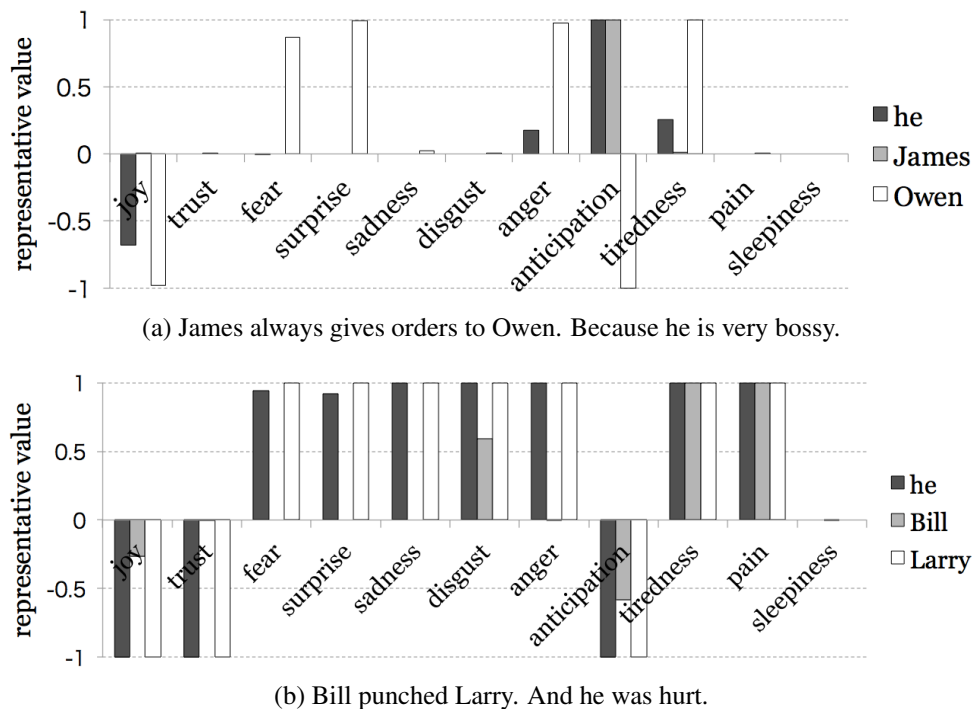 1
0.5
0
-0.5
-1
representative value
joy
trust
fear
surprise
sadness
disgust
anger
anticipation
tiredness
pain
sleepiness
he
James
Owen
(a) James always gives orders to Owen. Because he is very bossy.
1
0.5
0
-0.5
-1
representative value
joy
trust
fear
surprise
sadness
disgust
anger
anticipation
tiredness
pain
sleepiness
he
Bill
Larry
(b) Bill punched Larry. And he was hurt.